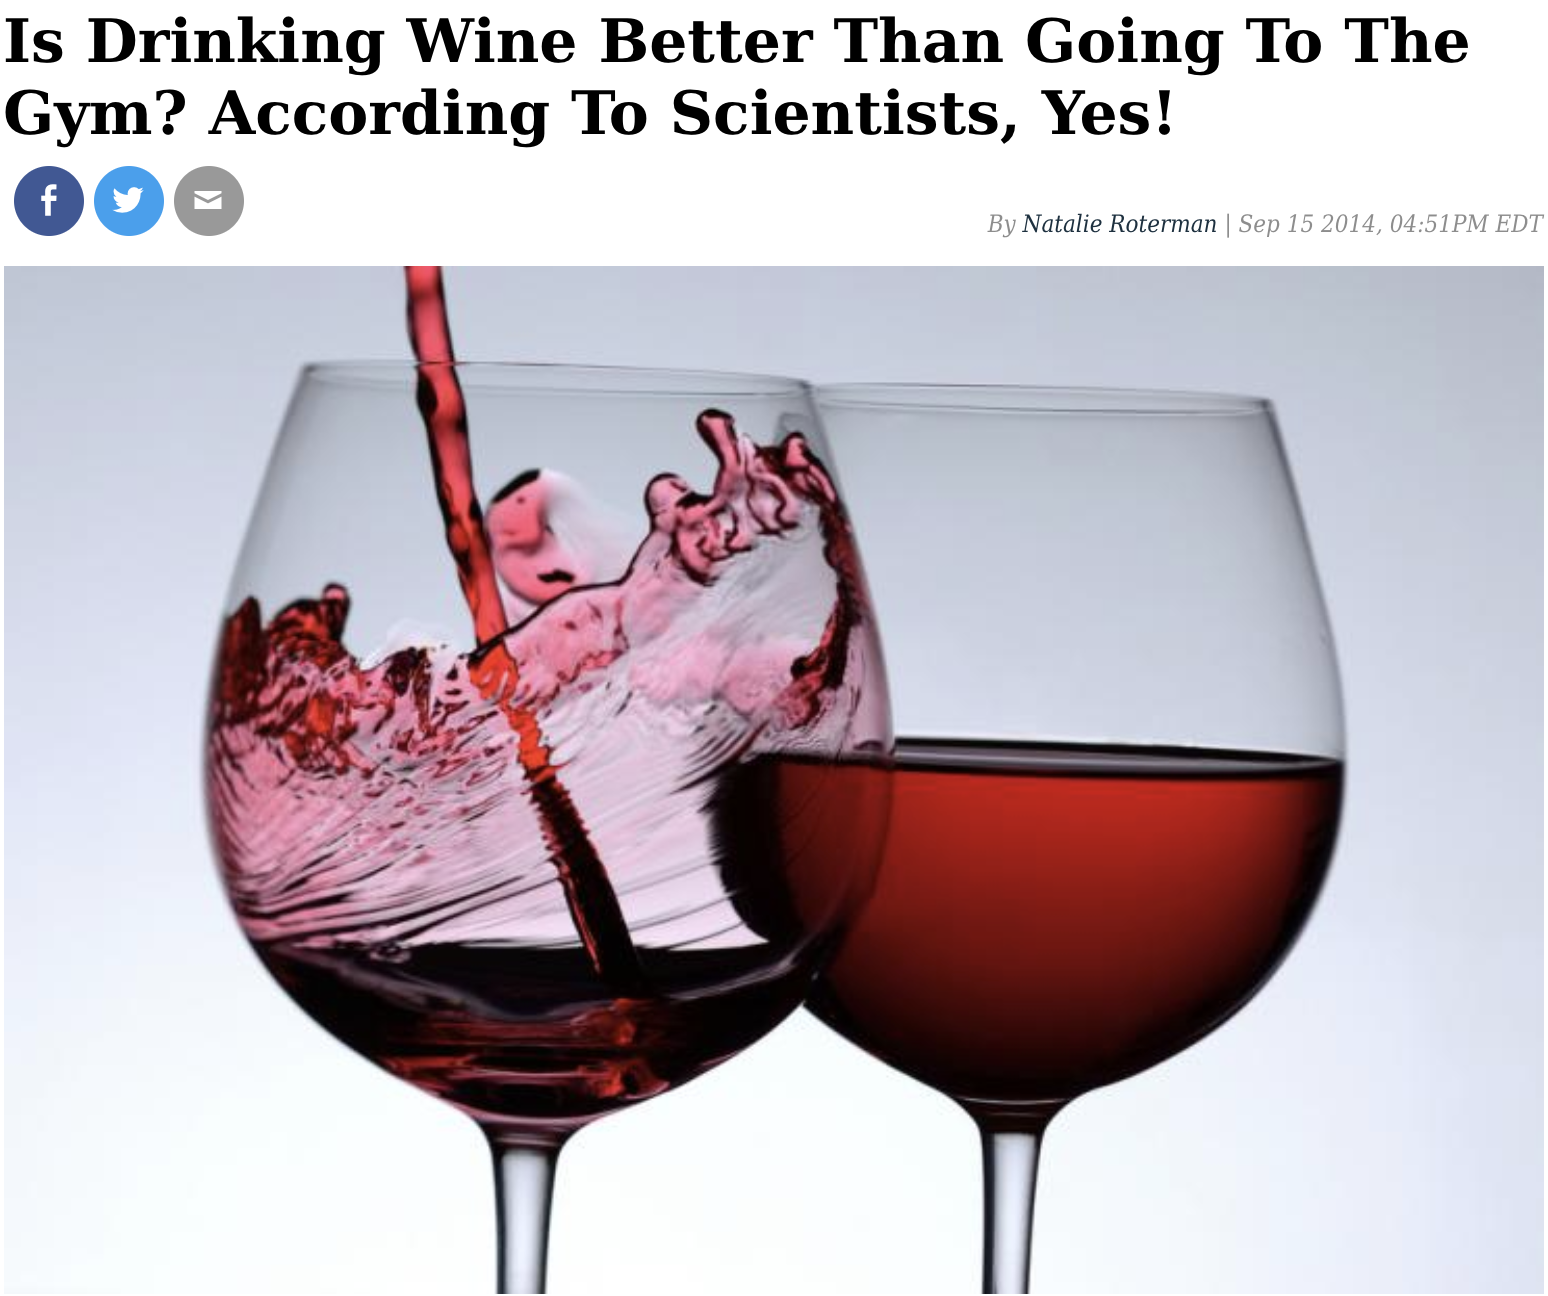 Is Drinking Wine Better Than Going To The
Gym? According To Scientists, Yes!
By Natalie Roterman | Sep 15 2014, 04:51PM EDT